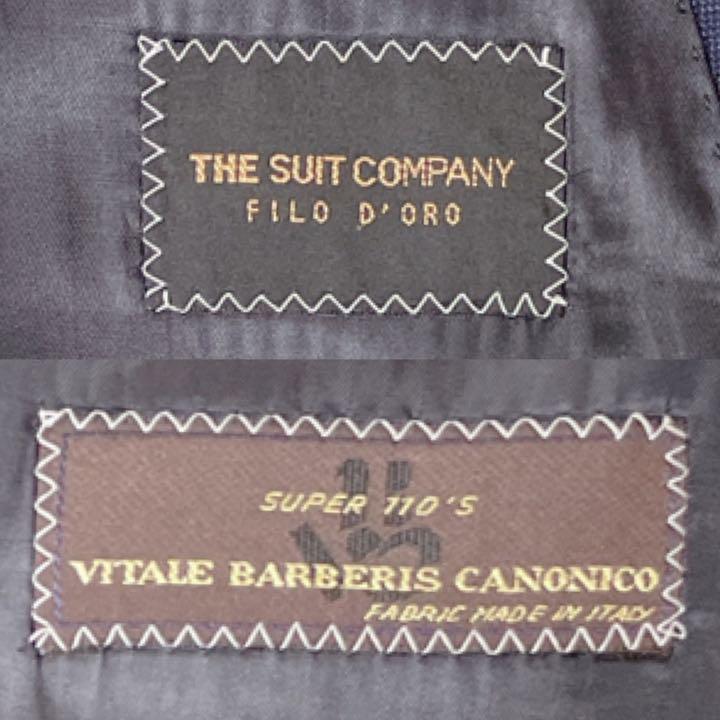 THE SUIT COMPANY
FILO D'ORO
SUPER 110'S
VITALE BARBERIS CANONICO
FABRIC MADE IN ITALY